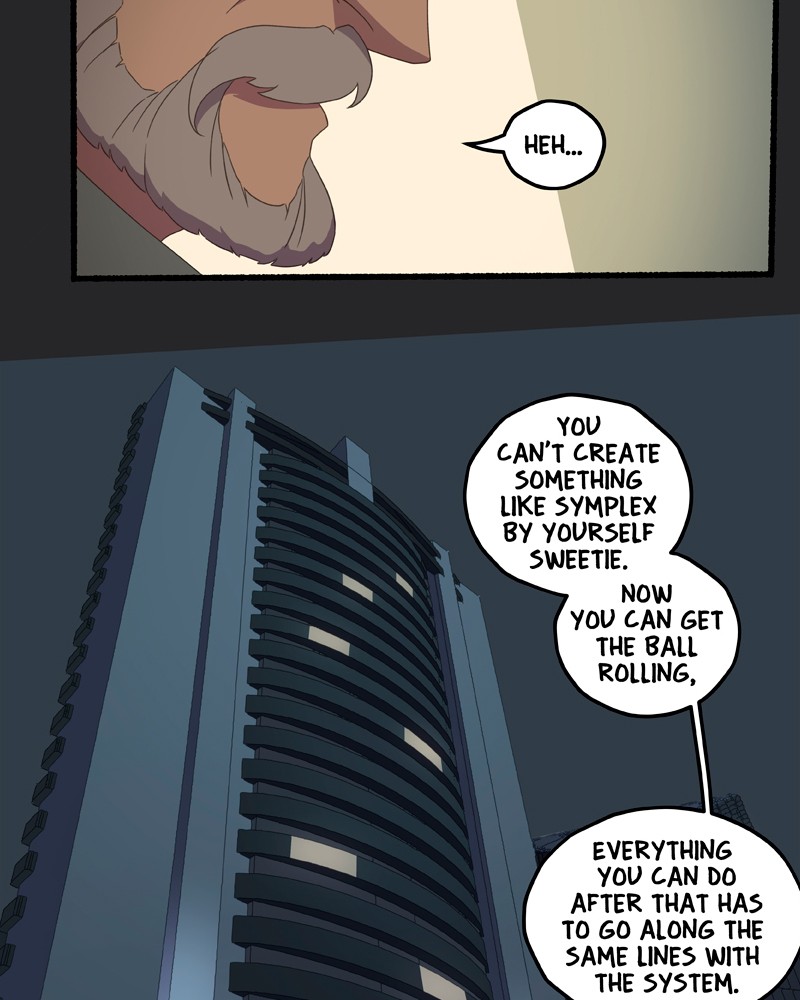 HEH...
YOU
CAN'T CREATE
SOMETHING
LIKE SYMPLEX
BY YOURSELF
SWEETIE.
NOW
YOU CAN GET
THE BALL
ROLLING,
EVERYTHING
YOU CAN DO
AFTER THAT HAS
TO GO ALONG THE
SAME LINES WITH
THE SYSTEM.